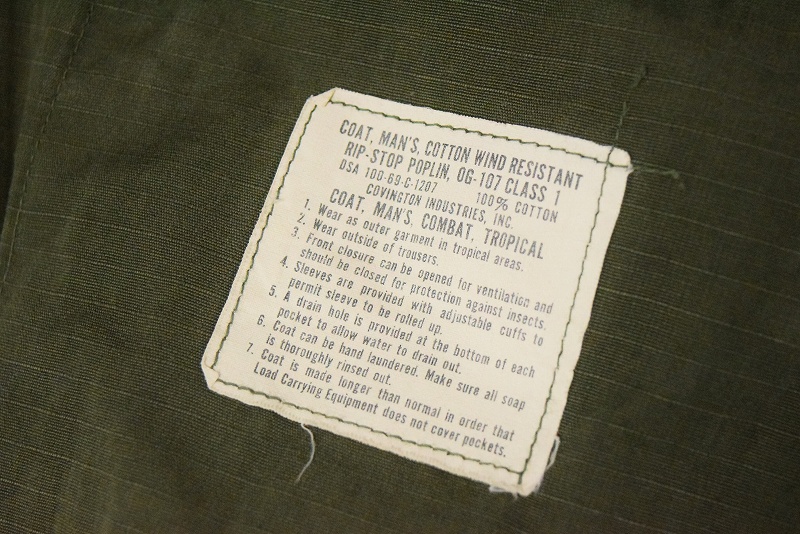 COAT, MAN'S, COTTON WIND RESISTANT
RIP-STOP POPLIN, OG-107 CLASS 1
DSA 100-69-C-1207 100% COTTON
COVINGTON INDUSTRIES, INC.
COAT, MAN'S, COMBAT, TROPICAL
1. Wear as outer garment in tropical areas.
2. Wear outside of trousers.
3. Front closure can be opened for ventilation and
should be closed for protection against insects.
4. Sleeves are provided with adjustable cuffs to
permit sleeve to be rolled up.
5. A drain hole is provided at the bottom of each
pocket to allow water to drain out.
6. Coat can be hand laundered. Make sure all soap
is thoroughly rinsed out.
7. Coat is made longer than normal in order that
Load Carrying Equipment does not cover pockets.